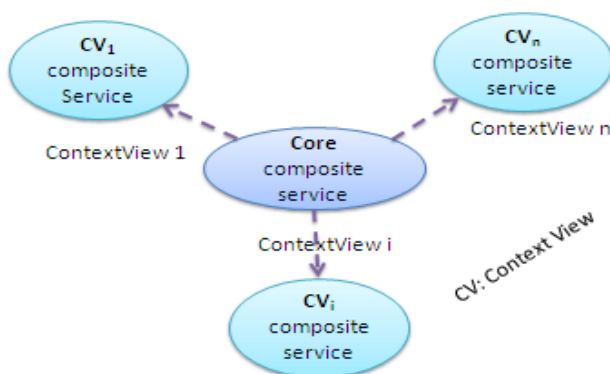 CV₁
composite
Service
CVₙ
composite
service
ContextView 1
ContextView n
Core
composite
service
ContextView i
CV: Context View
CVᵢ
composite
service